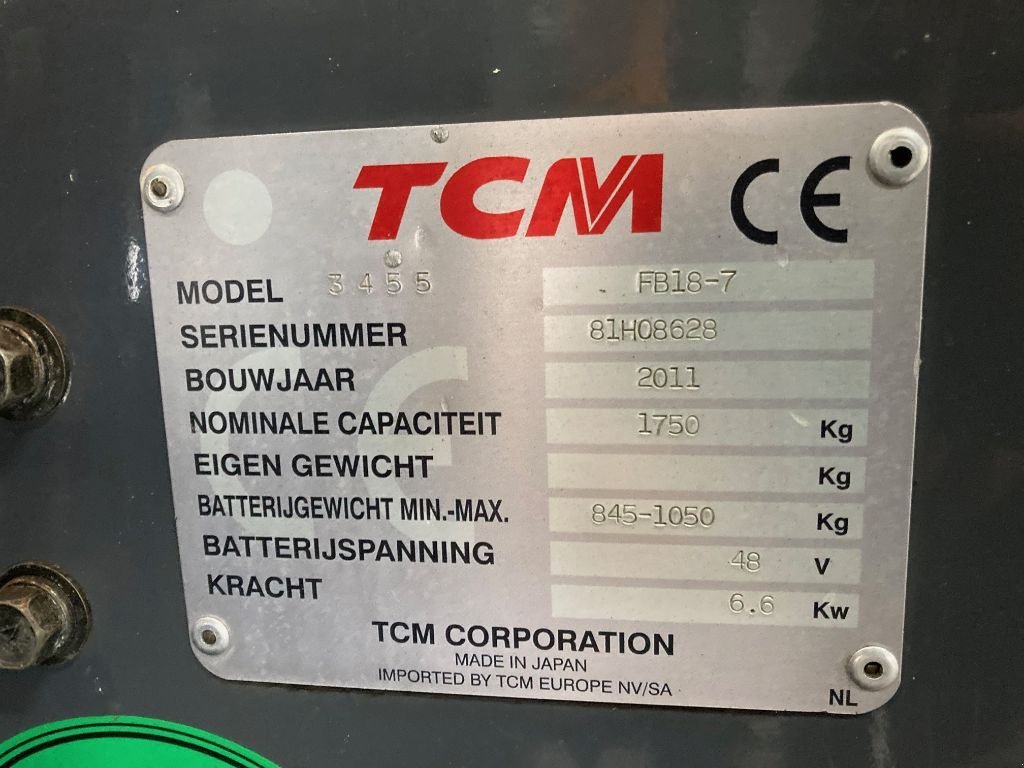 TCM CE
MODEL 3455 FB18-7
SERIENUMMER 81H08628
BOUWJAAR 2011
NOMINALE CAPACITEIT 1750 Kg
EIGEN GEWICHT Kg
BATTERIJGEWICHT MIN.-MAX. 845-1050 Kg
BATTERIJSPANNING 48 V
KRACHT 6.6 Kw
TCM CORPORATION
MADE IN JAPAN
IMPORTED BY TCM EUROPE NV/SA
NL